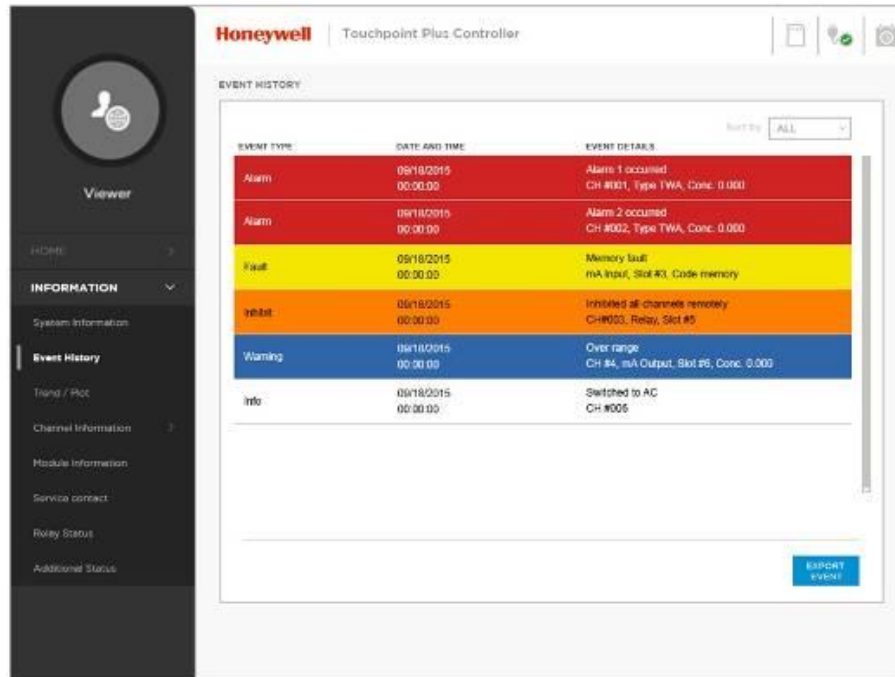 Honeywell
Touchpoint Plus Controller
Viewer
HOME
INFORMATION
System Information
Event History
Trend / Plot
Channel Information
Module Information
Service contact
Relay Status
Additional Status
EVENT HISTORY
Sort by ALL
EVENT TYPE DATE AND TIME EVENT DETAILS
Alarm 09/18/2015 Alarm 1 occurred
00:00:00 CH #001, Type TWA, Conc. 0.000
Alarm 09/18/2015 Alarm 2 occurred
00:00:00 CH #002, Type TWA, Conc. 0.000
Fault 09/18/2015 Memory fault
00:00:00 mA Input, Slot #3, Code memory
Inhibit 09/18/2015 Inhibited all channels remotely
00:00:00 CH#003, Relay, Slot #5
Warning 09/18/2015 Over range
00:00:00 CH #4, mA Output, Slot #6, Conc. 0.000
Info 09/18/2015 Switched to AC
00:00:00 CH #006
EXPORT
EVENT